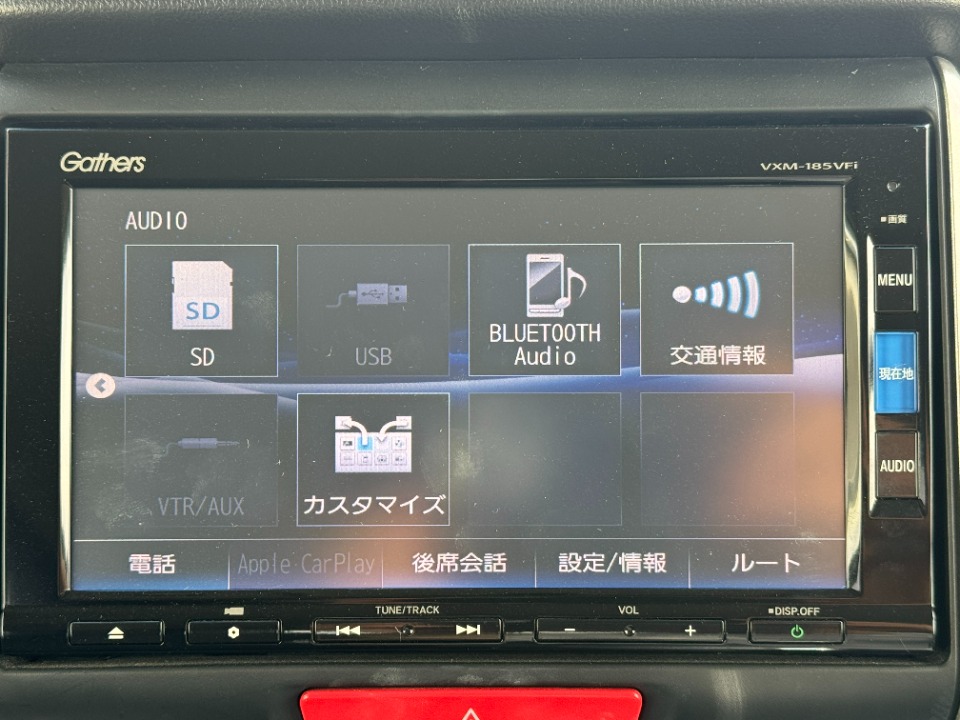 Gathers
VXM-185VFi
AUDIO
画質
SD
SD
USB
BLUETOOTH
Audio
交通情報
MENU
現在地
AUDIO
VTR/AUX
カスタマイズ
電話
Apple CarPlay
後席会話
設定/情報
ルート
TUNE/TRACK
VOL
DISP.OFF